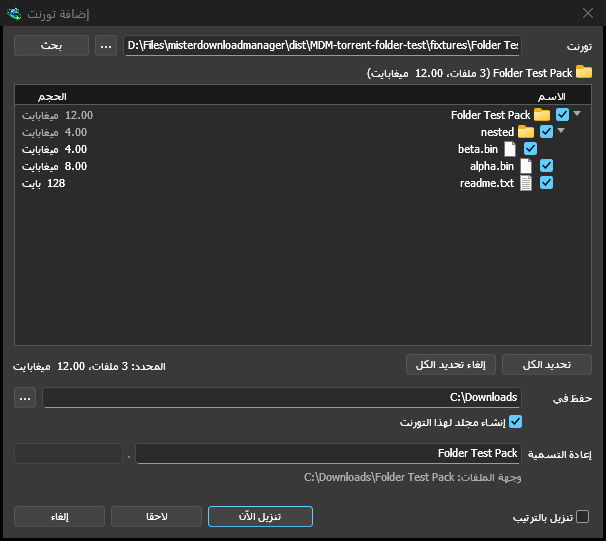 إضافة تورنت
تورنت D:\Files\misterdownloadmanager\dist\MDM-torrent-folder-test\fixtures\Folder Tes ... بحث
Folder Test Pack (3 ملفات، 12.00 ميغابايت)
الاسم الحجم
Folder Test Pack 12.00 ميغابايت
nested 4.00 ميغابايت
beta.bin 4.00 ميغابايت
alpha.bin 8.00 ميغابايت
readme.txt 128 بايت
تحديد الكل إلغاء تحديد الكل المحدد: 3 ملفات، 12.00 ميغابايت
حفظ في C:\Downloads ...
إنشاء مجلد لهذا التورنت
إعادة التسمية Folder Test Pack .
وجهة الملفات: C:\Downloads\Folder Test Pack
تنزيل بالترتيب تنزيل الآن لاحقا إلغاء